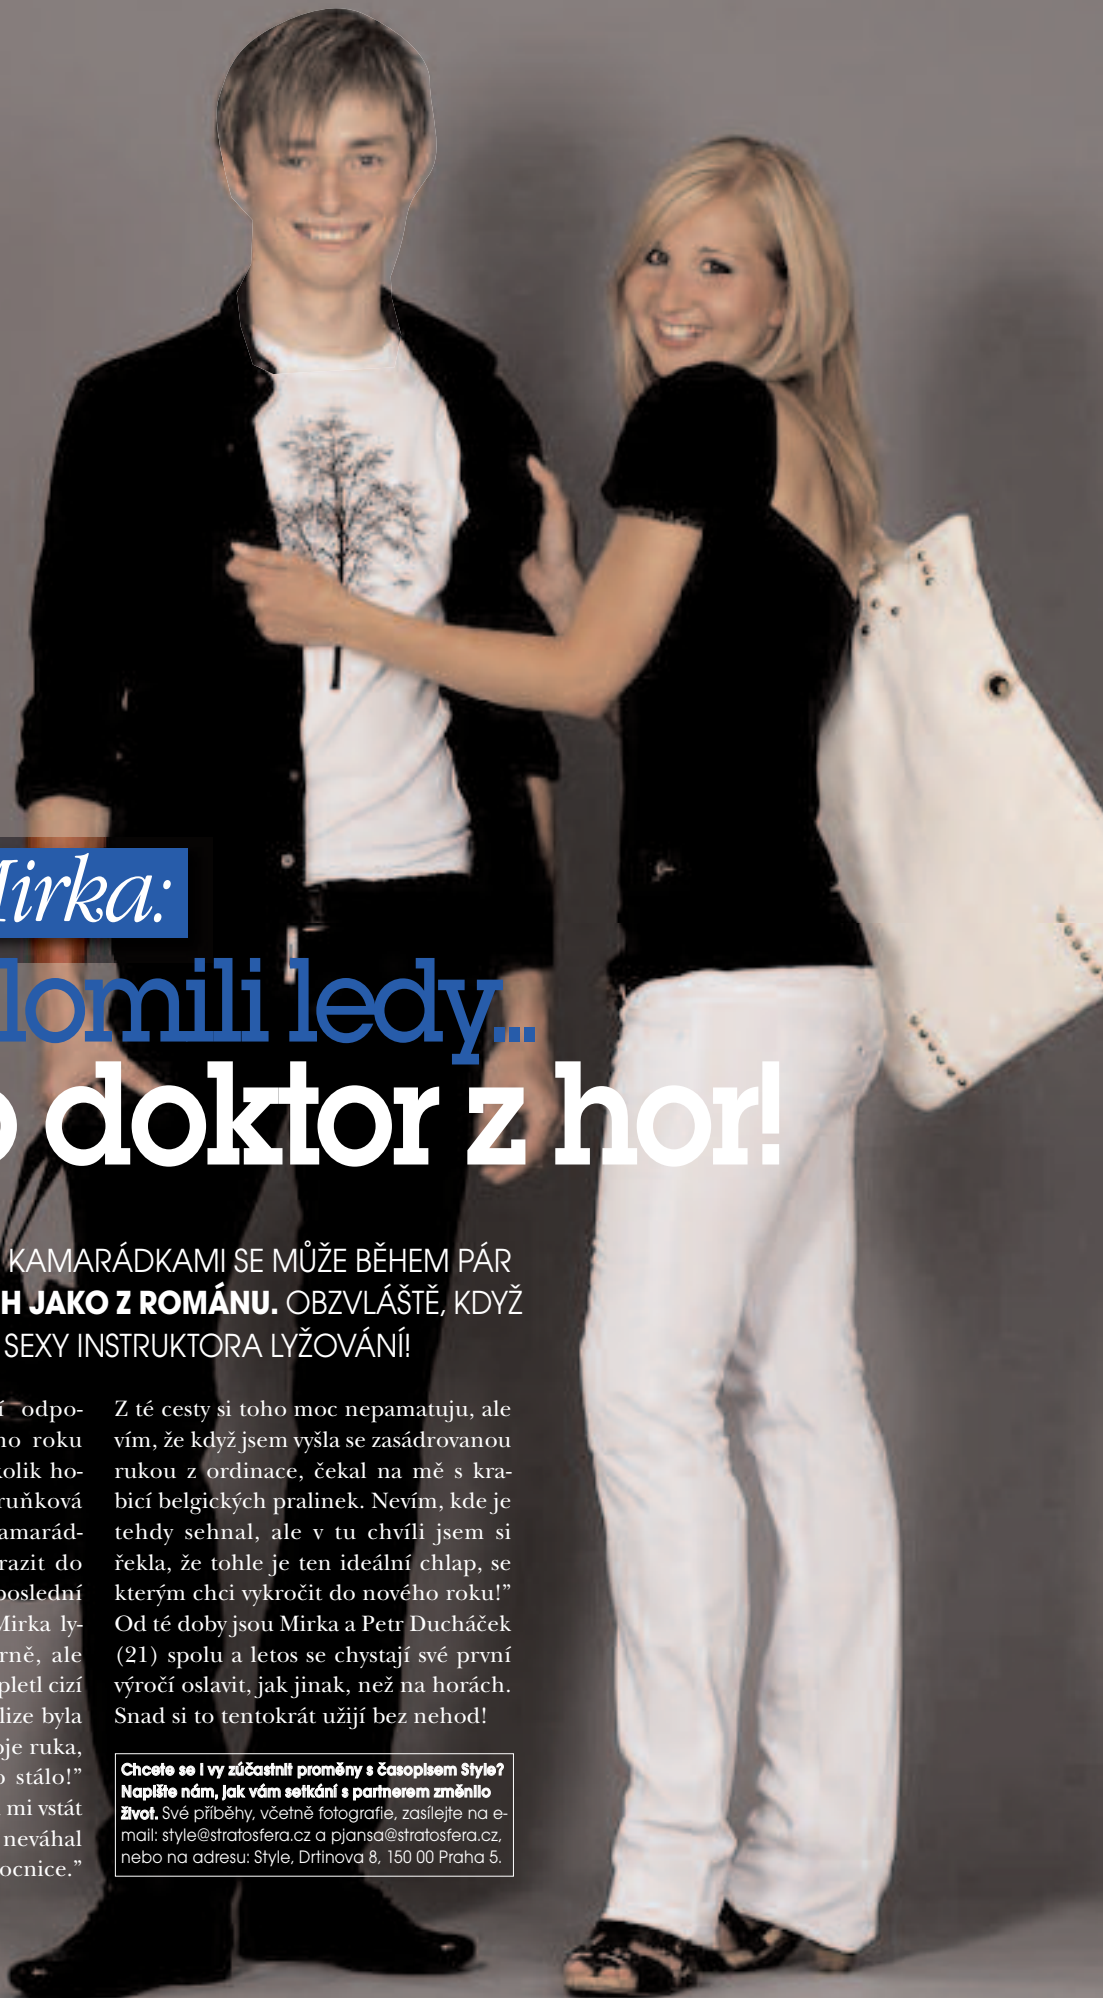 irka:
lomili ledy...
doktor z hor!
KAMARÁDKAMI SE MŮŽE BĚHEM PÁR
H JAKO Z ROMÁNU. OBZVLÁŠTĚ, KDYŽ
SEXY INSTRUKTORA LYŽOVÁNÍ!
í odpo-
ho roku
kolik ho-
ruňková
amarád-
razit do
poslední
Mirka ly-
rně, ale
pletl cizí
lize byla
oje ruka,
o stálo!”
mi vstát
neváhal
ocnice.”
Z té cesty si toho moc nepamatuju, ale
vím, že když jsem vyšla se zasádrovanou
rukou z ordinace, čekal na mě s kra-
bicí belgických pralinek. Nevím, kde je
tehdy sehnal, ale v tu chvíli jsem si
řekla, že tohle je ten ideální chlap, se
kterým chci vykročit do nového roku!”
Od té doby jsou Mirka a Petr Ducháček
(21) spolu a letos se chystají své první
výročí oslavit, jak jinak, než na horách.
Snad si to tentokrát užijí bez nehod!
Chcete se i vy zúčastnit proměny s časopisem Style?
Napište nám, jak vám setkání s partnerem změnilo
život. Své příběhy, včetně fotografie, zasílejte na e-
mail: style@stratosfera.cz a pjansa@stratosfera.cz,
nebo na adresu: Style, Drtinova 8, 150 00 Praha 5.